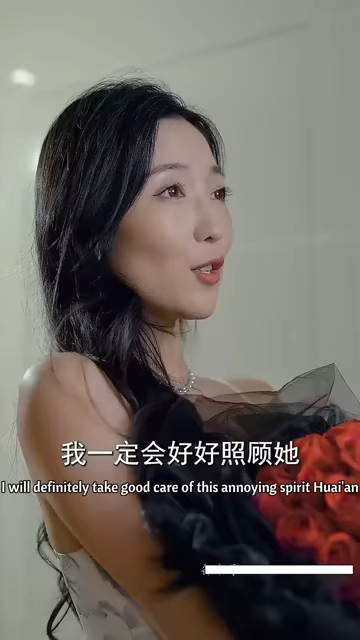 我一定会好好照顾她
I will definitely take good care of this annoying spirit Huai'an